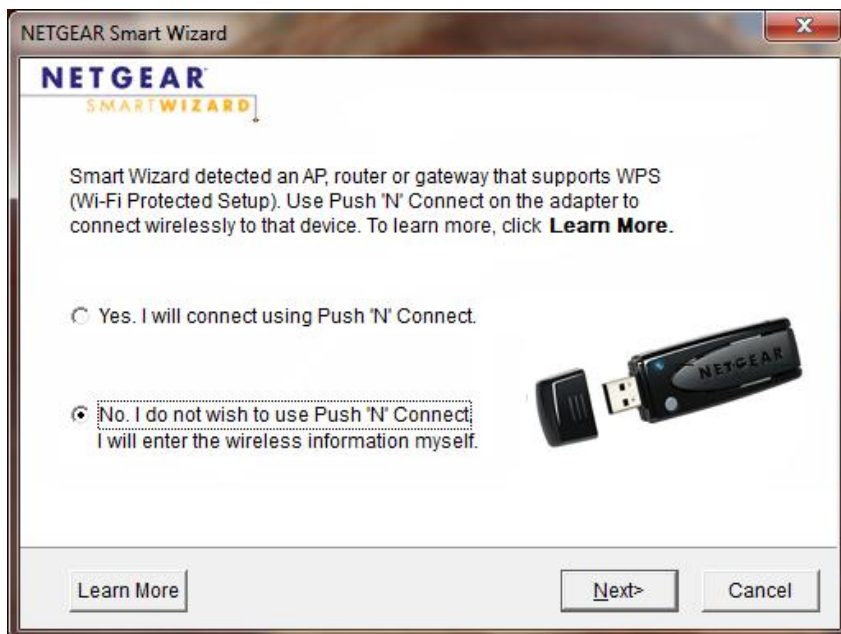 NETGEAR Smart Wizard
X
NETGEAR
SMARTWIZARD
Smart Wizard detected an AP, router or gateway that supports WPS
(Wi-Fi Protected Setup). Use Push 'N' Connect on the adapter to
connect wirelessly to that device. To learn more, click Learn More.
Yes. I will connect using Push 'N' Connect.
NETGEAR
No. I do not wish to use Push 'N' Connect
I will enter the wireless information myself.
Learn More
Next>
Cancel